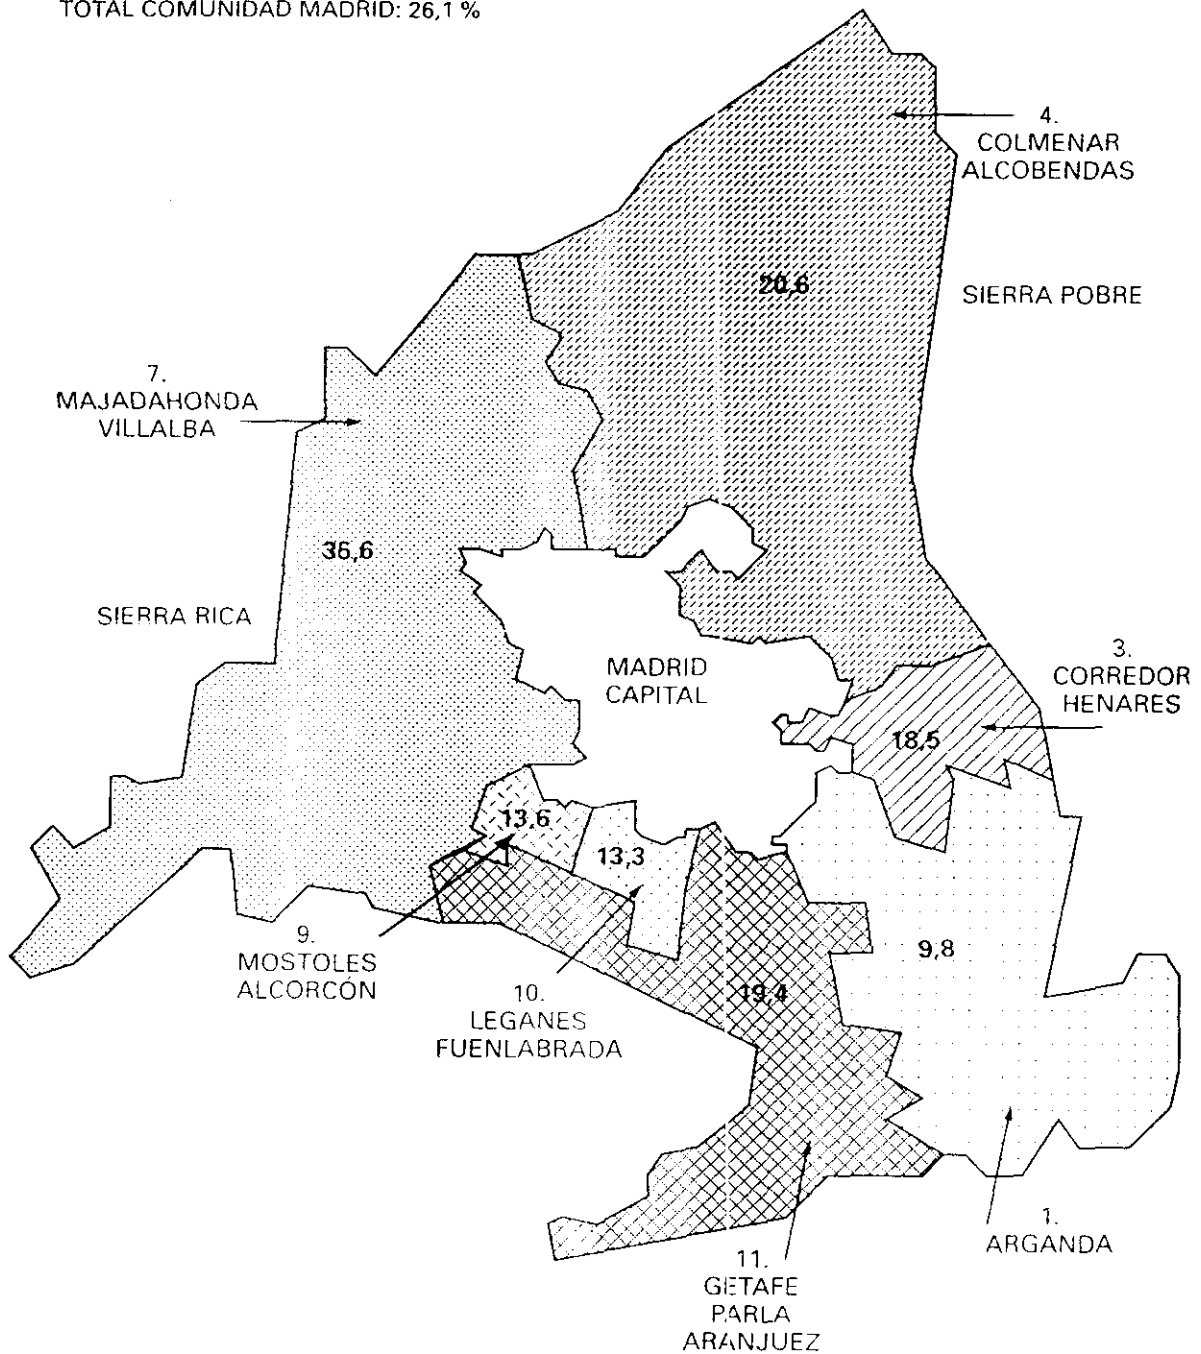 TOTAL COMUNIDAD MADRID: 26,1 %
4.
COLMENAR
ALCOBENDAS
20,6
SIERRA POBRE
7.
MAJADAHONDA
VILLALBA
36,6
SIERRA RICA
MADRID
CAPITAL
3.
CORREDOR
HENARES
18,5
13,6
13,3
9.
MOSTOLES
ALCORCÓN
9,8
19,4
10.
LEGANES
FUENLABRADA
1.
ARGANDA
11.
GETAFE
PARLA
ARANJUEZ